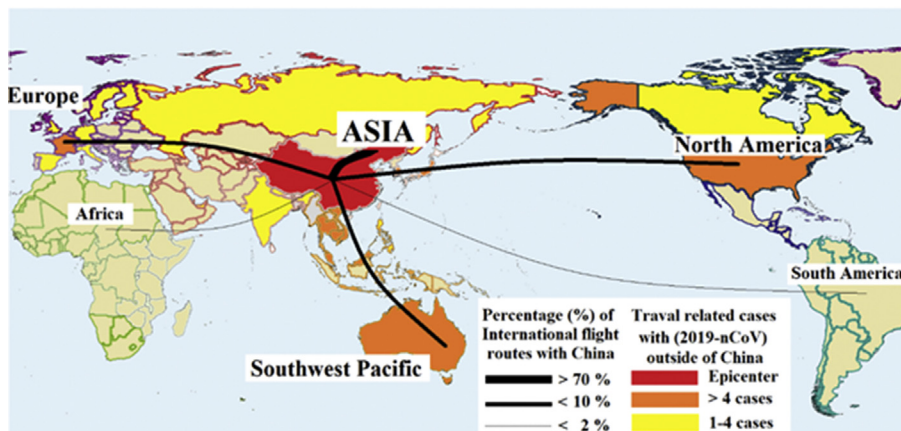 Europe
ASIA
North America
Africa
South America
Southwest Pacific
Percentage (%) of
International flight
routes with China
> 70 %
< 10 %
< 2 %
Traval related cases
with (2019-nCoV)
outside of China
Epicenter
> 4 cases
1-4 cases